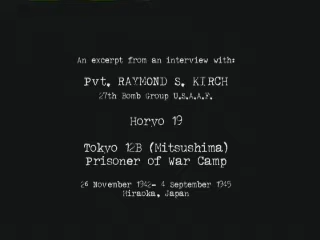 An excerpt from an interview with:
Pvt. RAYMOND S. KIRCH
27th Bomb Group U.S.A.A.F.
Horyo 19
Tokyo 12B (Mitsushima)
Prisoner of War Camp
26 November 1942- 4 September 1945
Hiraoka, Japan